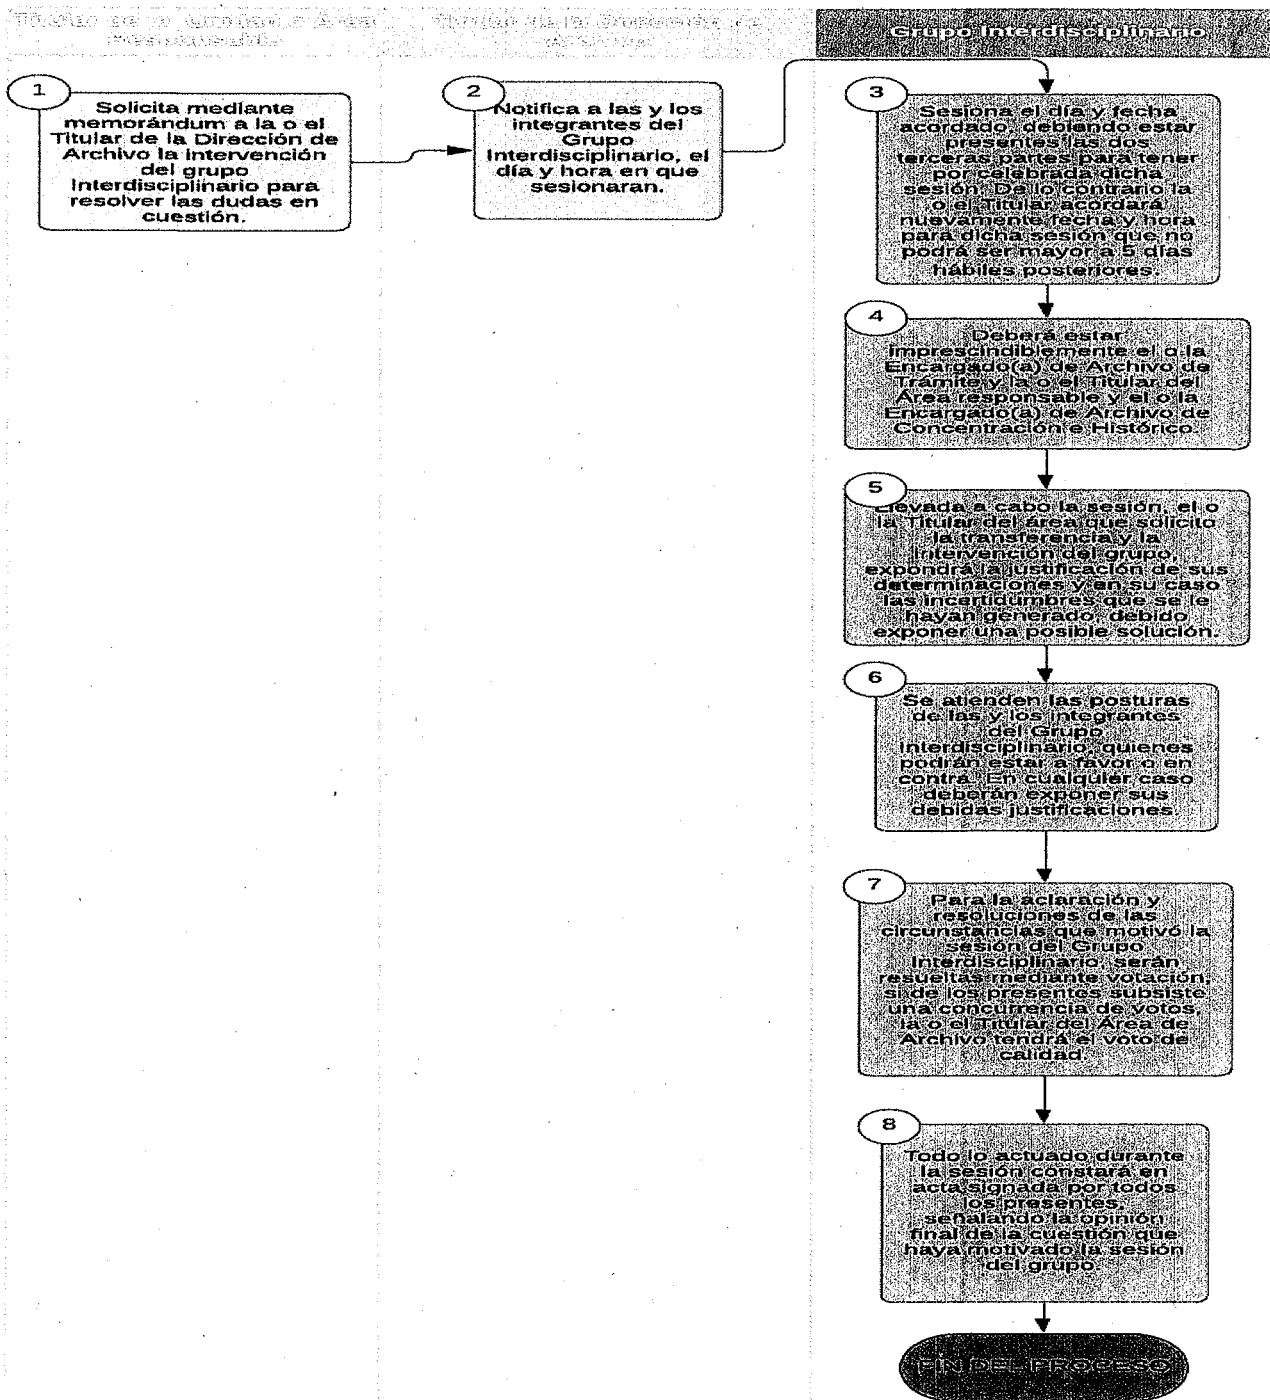 Grupo Interdisciplinario
1
Solicita mediante
memorándum a la o el
Titular de la Dirección de
Archivo la Intervención
del grupo
Interdisciplinario para
resolver las dudas en
cuestión.
2
Notifica a las y los
integrantes del
Grupo
Interdisciplinario, el
día y hora en que
sesionaran.
3
Sesiona el día y fecha
acordado, debiendo estar
presentes las dos
terceras partes para tener
por celebrada dicha
sesión. De lo contrario la
o el Titular acordará
nuevamente fecha y hora
para dicha sesión que no
podrá ser mayor a 5 días
hábiles posteriores.
4
Deberá estar
imprescindiblemente el o la
Encargado(a) de Archivo de
Trámite y la o el Titular del
Área responsable y el o la
Encargado(a) de Archivo de
Concentración e Histórico.
5
Llevada a cabo la sesión, el o
la Titular del área que solicito
la transferencia y la
intervención del grupo,
expondrá la justificación de sus
determinaciones y en su caso
las incertidumbres que se le
hayan generado, debido
exponer una posible solución.
6
Se atienden las posturas
de las y los integrantes
del Grupo
Interdisciplinario, quienes
podrán estar a favor o en
contra. En cualquier caso
deberán exponer sus
debidas justificaciones.
7
Para la aclaración y
resoluciones de las
circunstancias que motivó la
sesión del Grupo
Interdisciplinario, serán
resueltas mediante votación,
si de los presentes subsiste
una concurrencia de votos,
la o el Titular del Área de
Archivo tendrá el voto de
calidad.
8
Todo lo actuado durante
la sesión constará en
acta signada por todos
los presentes,
señalando la opinión
final de la cuestión que
haya motivado la sesión
del grupo.
FIN DEL PROCESO